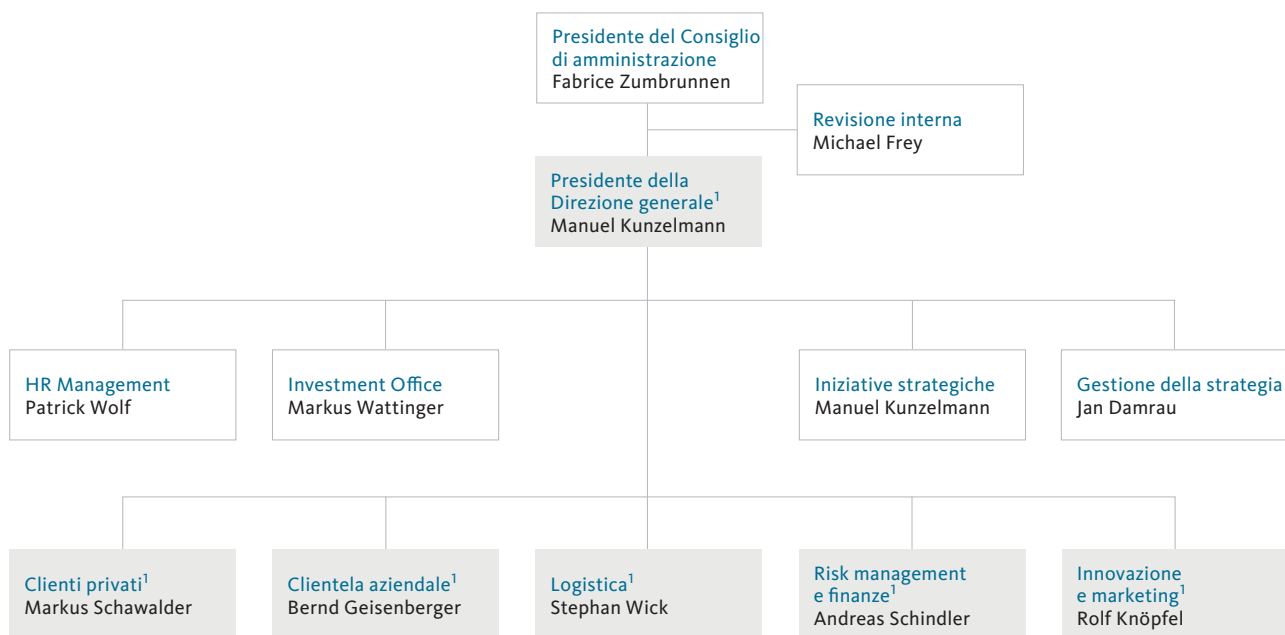 Presidente del Consiglio
di amministrazione
Fabrice Zumbrunnen
Revisione interna
Michael Frey
Presidente della
Direzione generale¹
Manuel Kunzelmann
HR Management
Patrick Wolf
Investment Office
Markus Wattinger
Iniziative strategiche
Manuel Kunzelmann
Gestione della strategia
Jan Damrau
Clienti privati¹
Markus Schawalder
Clientela aziendale¹
Bernd Geisenberger
Logistica¹
Stephan Wick
Risk management
e finanze¹
Andreas Schindler
Innovazione
e marketing¹
Rolf Knöpfel